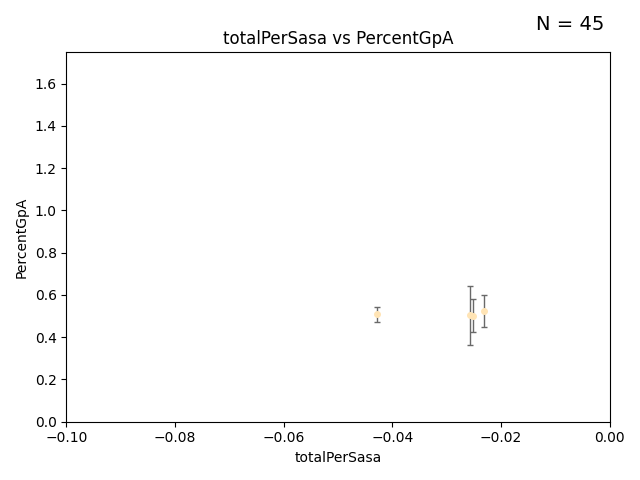 N = 45
totalPerSasa vs PercentGpA
1.6
1.4
1.2
1.0
0.8
0.6
0.4
0.2
0.0
PercentGpA
−0.10 −0.08 −0.06 −0.04 −0.02 0.00
totalPerSasa